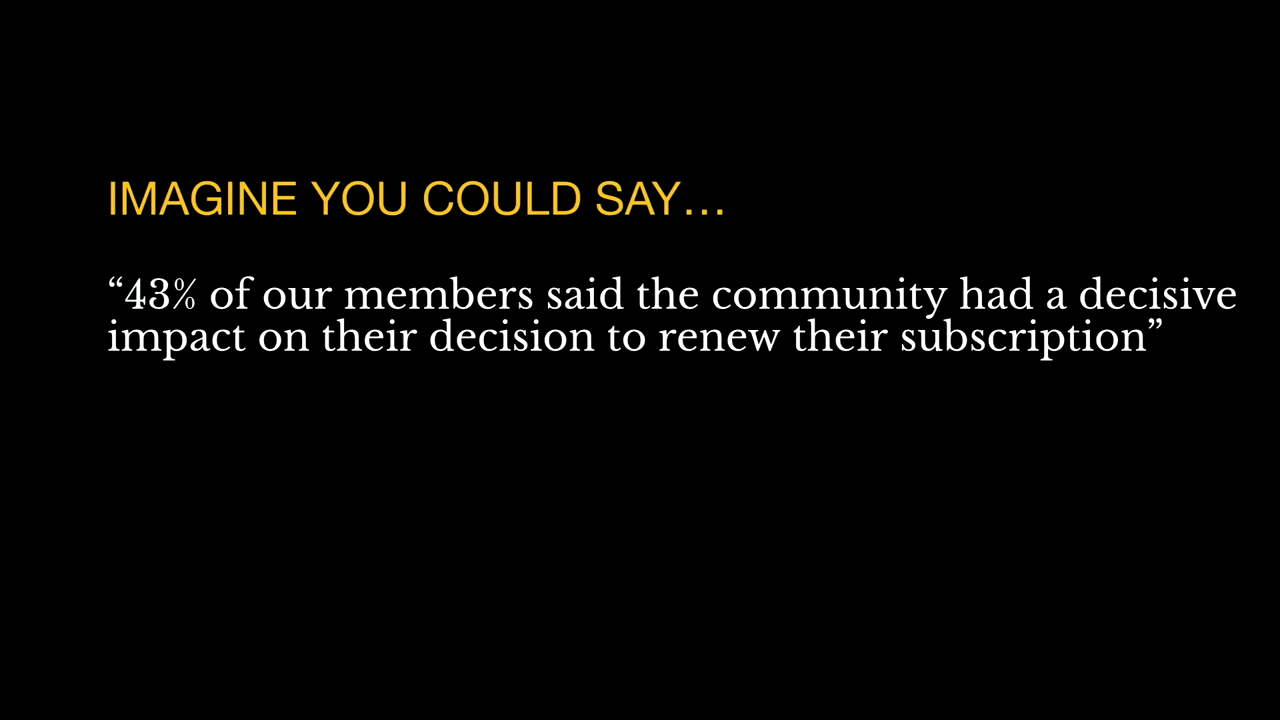 IMAGINE YOU COULD SAY…
“43% of our members said the community had a decisive
impact on their decision to renew their subscription”